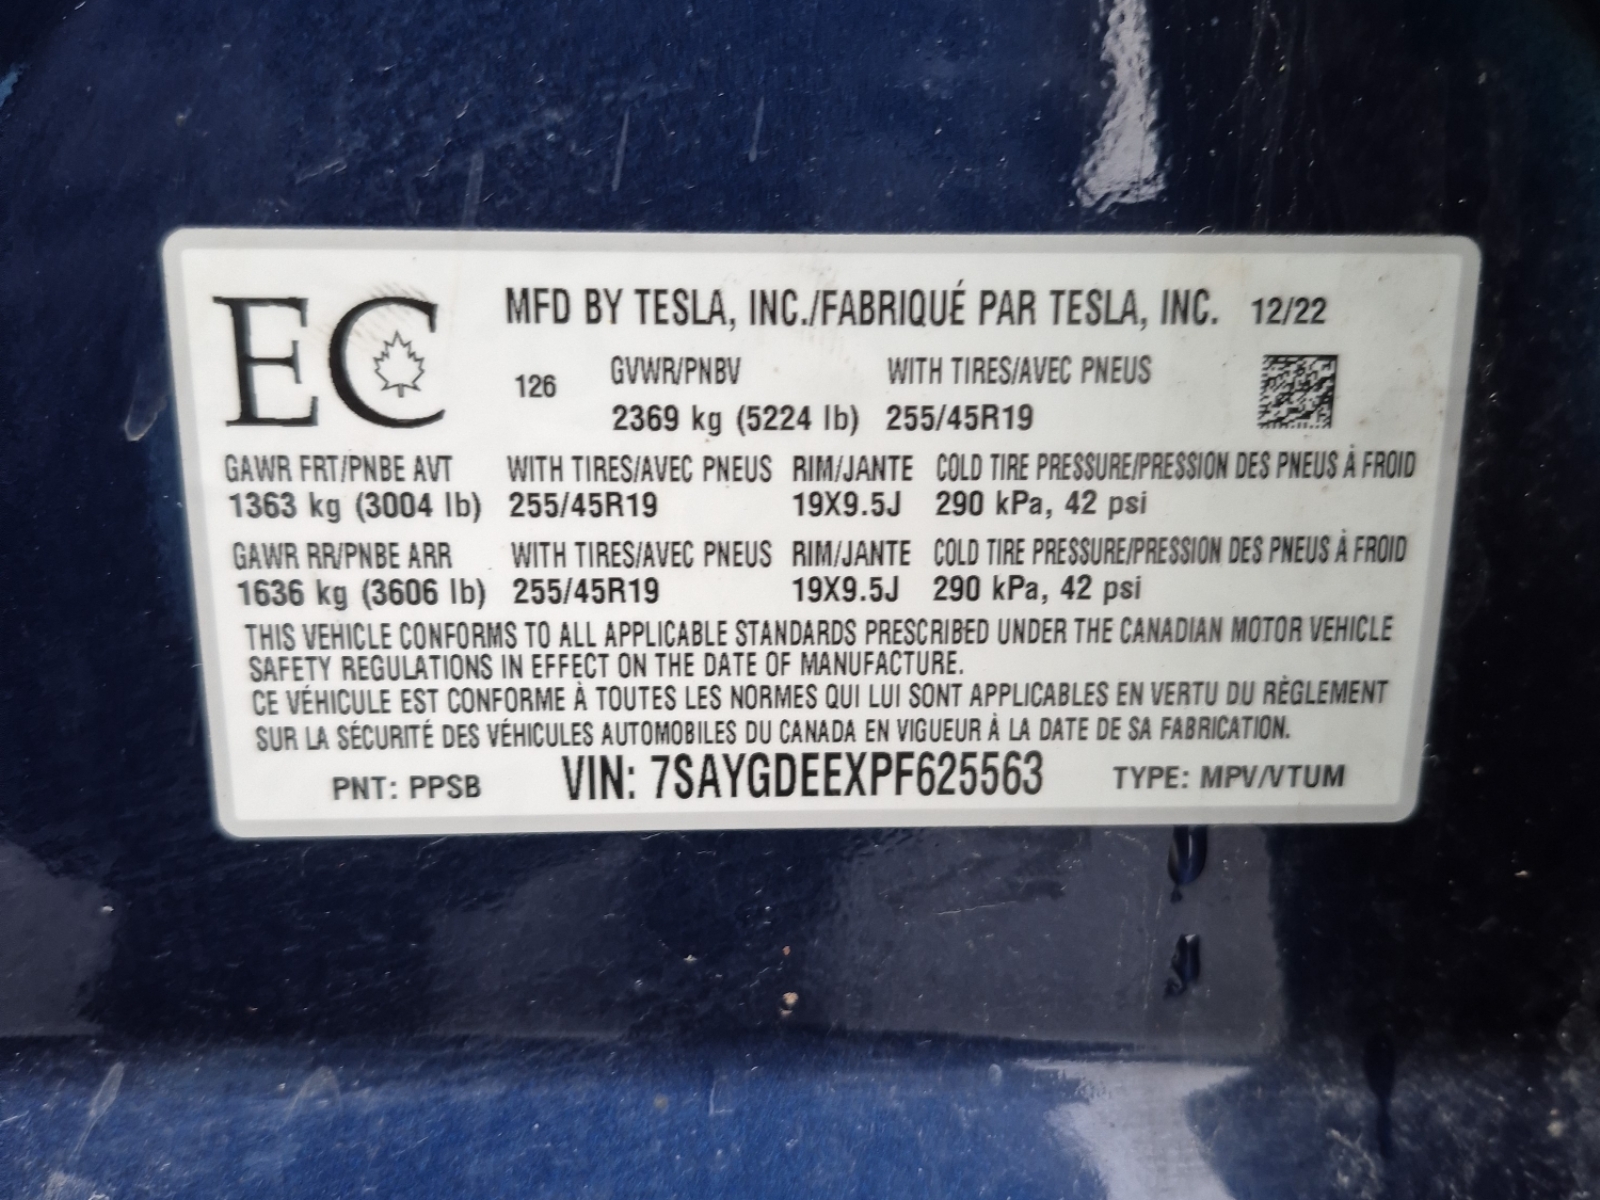 EC
MFD BY TESLA, INC./FABRIQUÉ PAR TESLA, INC. 12/22
126 GVWR/PNBV WITH TIRES/AVEC PNEUS
2369 kg (5224 lb) 255/45R19
GAWR FRT/PNBE AVT WITH TIRES/AVEC PNEUS RIM/JANTE COLD TIRE PRESSURE/PRESSION DES PNEUS À FROID
1363 kg (3004 lb) 255/45R19 19X9.5J 290 kPa, 42 psi
GAWR RR/PNBE ARR WITH TIRES/AVEC PNEUS RIM/JANTE COLD TIRE PRESSURE/PRESSION DES PNEUS À FROID
1636 kg (3606 lb) 255/45R19 19X9.5J 290 kPa, 42 psi
THIS VEHICLE CONFORMS TO ALL APPLICABLE STANDARDS PRESCRIBED UNDER THE CANADIAN MOTOR VEHICLE
SAFETY REGULATIONS IN EFFECT ON THE DATE OF MANUFACTURE.
CE VÉHICULE EST CONFORME À TOUTES LES NORMES QUI LUI SONT APPLICABLES EN VERTU DU RÈGLEMENT
SUR LA SÉCURITÉ DES VÉHICULES AUTOMOBILES DU CANADA EN VIGUEUR À LA DATE DE SA FABRICATION.
PNT: PPSB VIN: 7SAYGDEEXPF625563 TYPE: MPV/VTUM